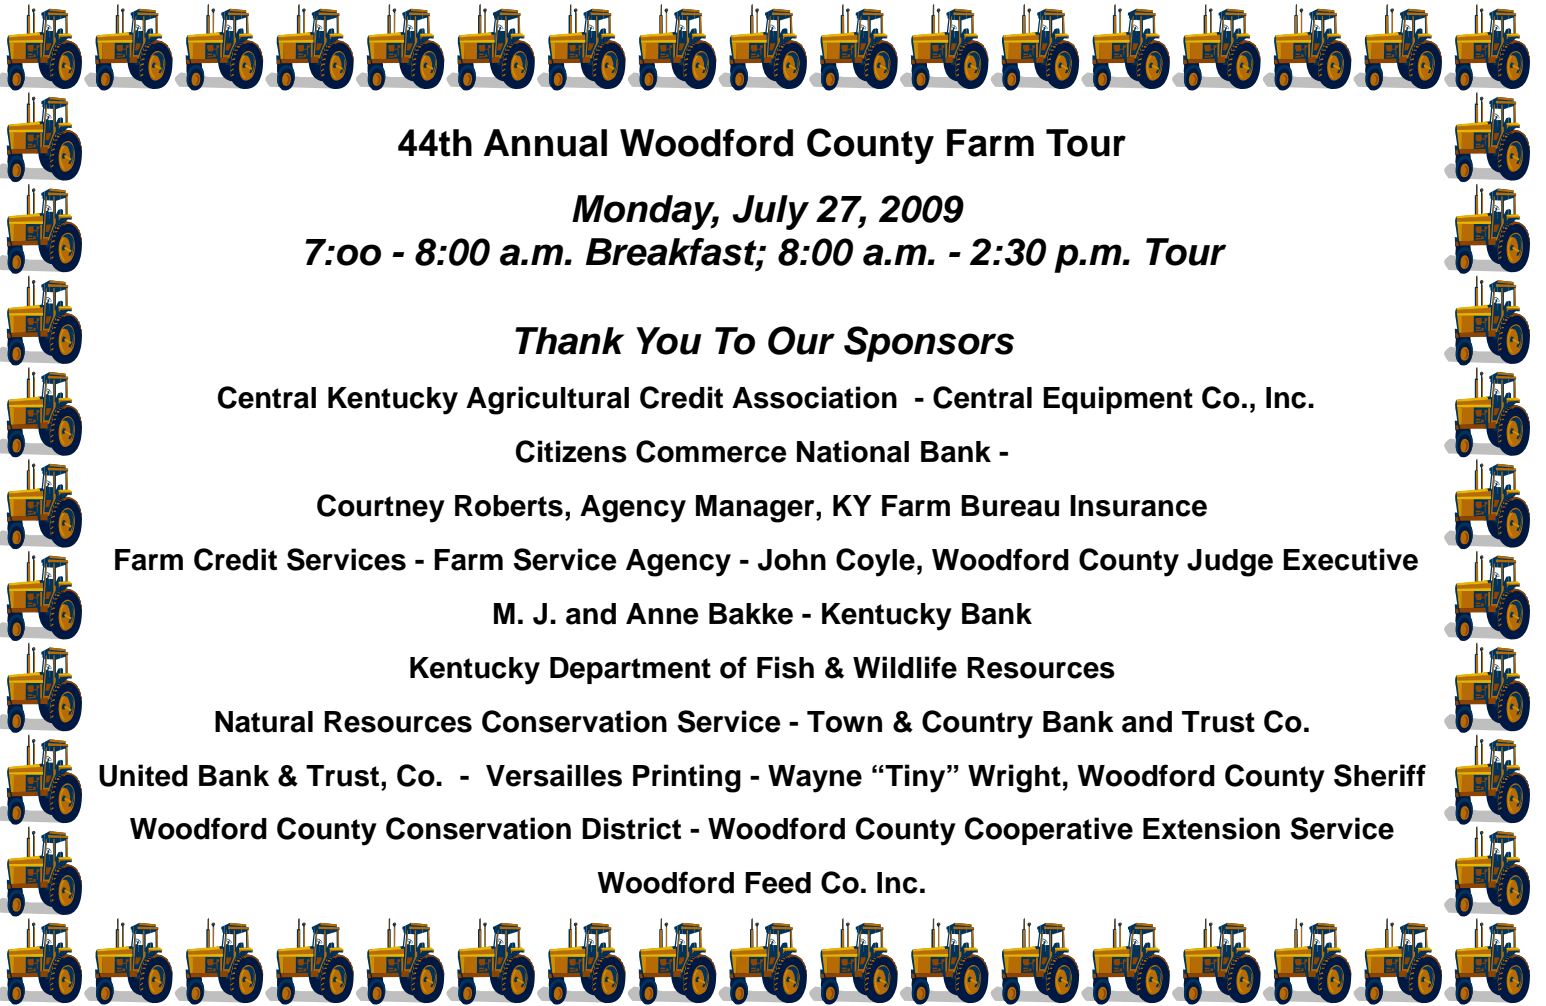 44th Annual Woodford County Farm Tour
Monday, July 27, 2009
7:oo - 8:00 a.m. Breakfast; 8:00 a.m. - 2:30 p.m. Tour
Thank You To Our Sponsors
Central Kentucky Agricultural Credit Association  - Central Equipment Co., Inc.
Citizens Commerce National Bank -
Courtney Roberts, Agency Manager, KY Farm Bureau Insurance
Farm Credit Services - Farm Service Agency - John Coyle, Woodford County Judge Executive
M. J. and Anne Bakke - Kentucky Bank
Kentucky Department of Fish & Wildlife Resources
Natural Resources Conservation Service - Town & Country Bank and Trust Co.
United Bank & Trust, Co.  -  Versailles Printing - Wayne “Tiny” Wright, Woodford County Sheriff
Woodford County Conservation District - Woodford County Cooperative Extension Service
Woodford Feed Co. Inc.